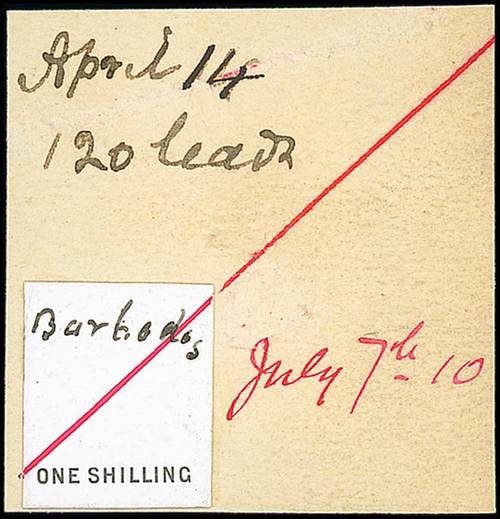 April 14
120 leads
Barbados
ONE SHILLING
July 7th 10